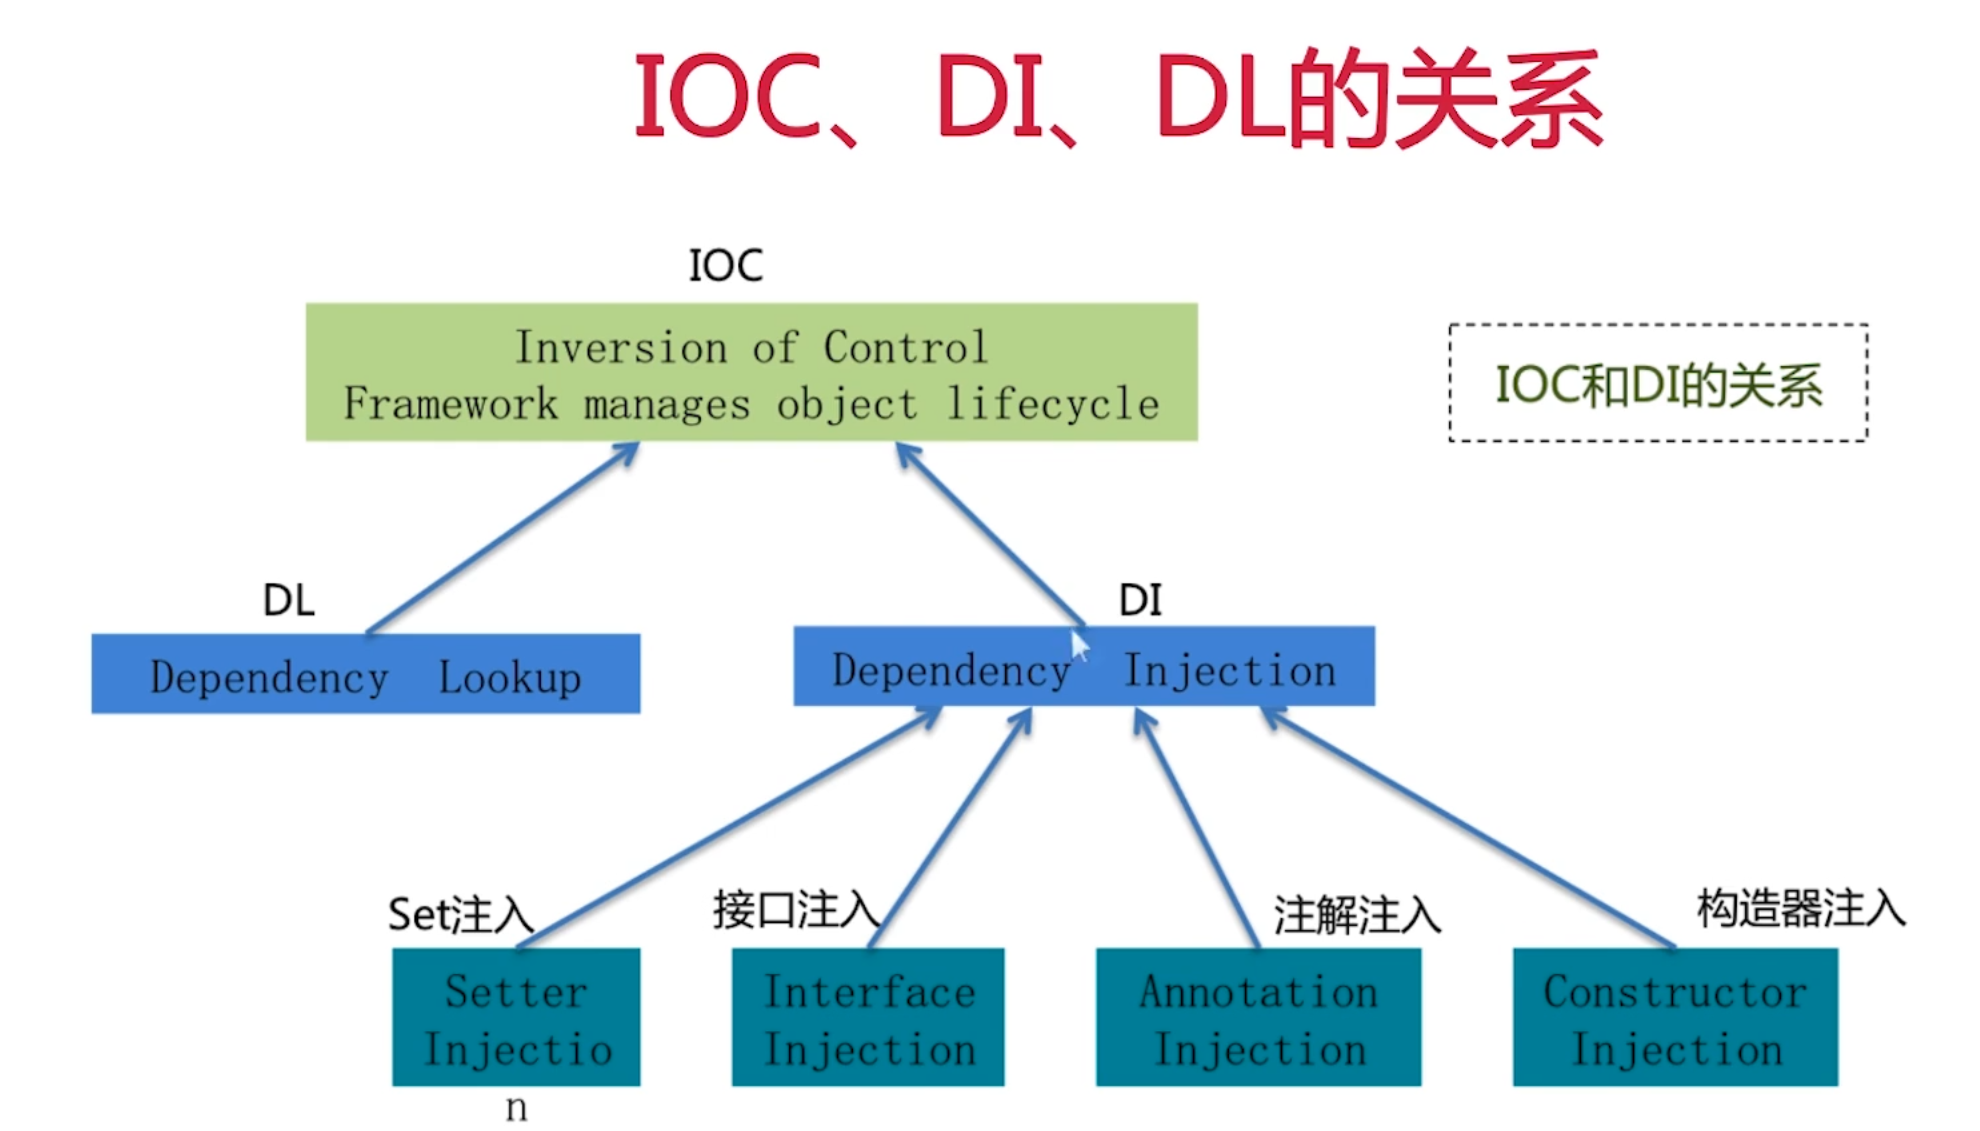 IOC、DI、DL的关系
IOC
Inversion of Control
Framework manages object lifecycle
IOC和DI的关系
DL
Dependency Lookup
DI
Dependency Injection
Set注入
Setter
Injectio
n
接口注入
Interface
Injection
注解注入
Annotation
Injection
构造器注入
Constructor
Injection